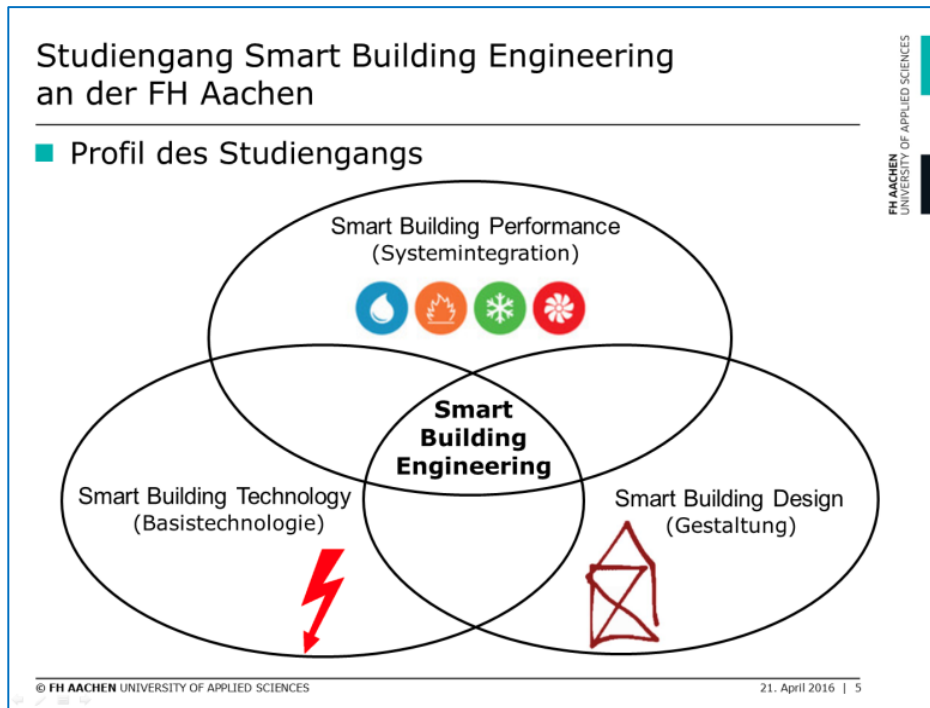 Studiengang Smart Building Engineering
an der FH Aachen
FH AACHEN
UNIVERSITY OF APPLIED SCIENCES
Profil des Studiengangs
Smart Building Performance
(Systemintegration)
Smart
Building
Engineering
Smart Building Technology
(Basistechnologie)
Smart Building Design
(Gestaltung)
© FH AACHEN UNIVERSITY OF APPLIED SCIENCES
21. April 2016 | 5